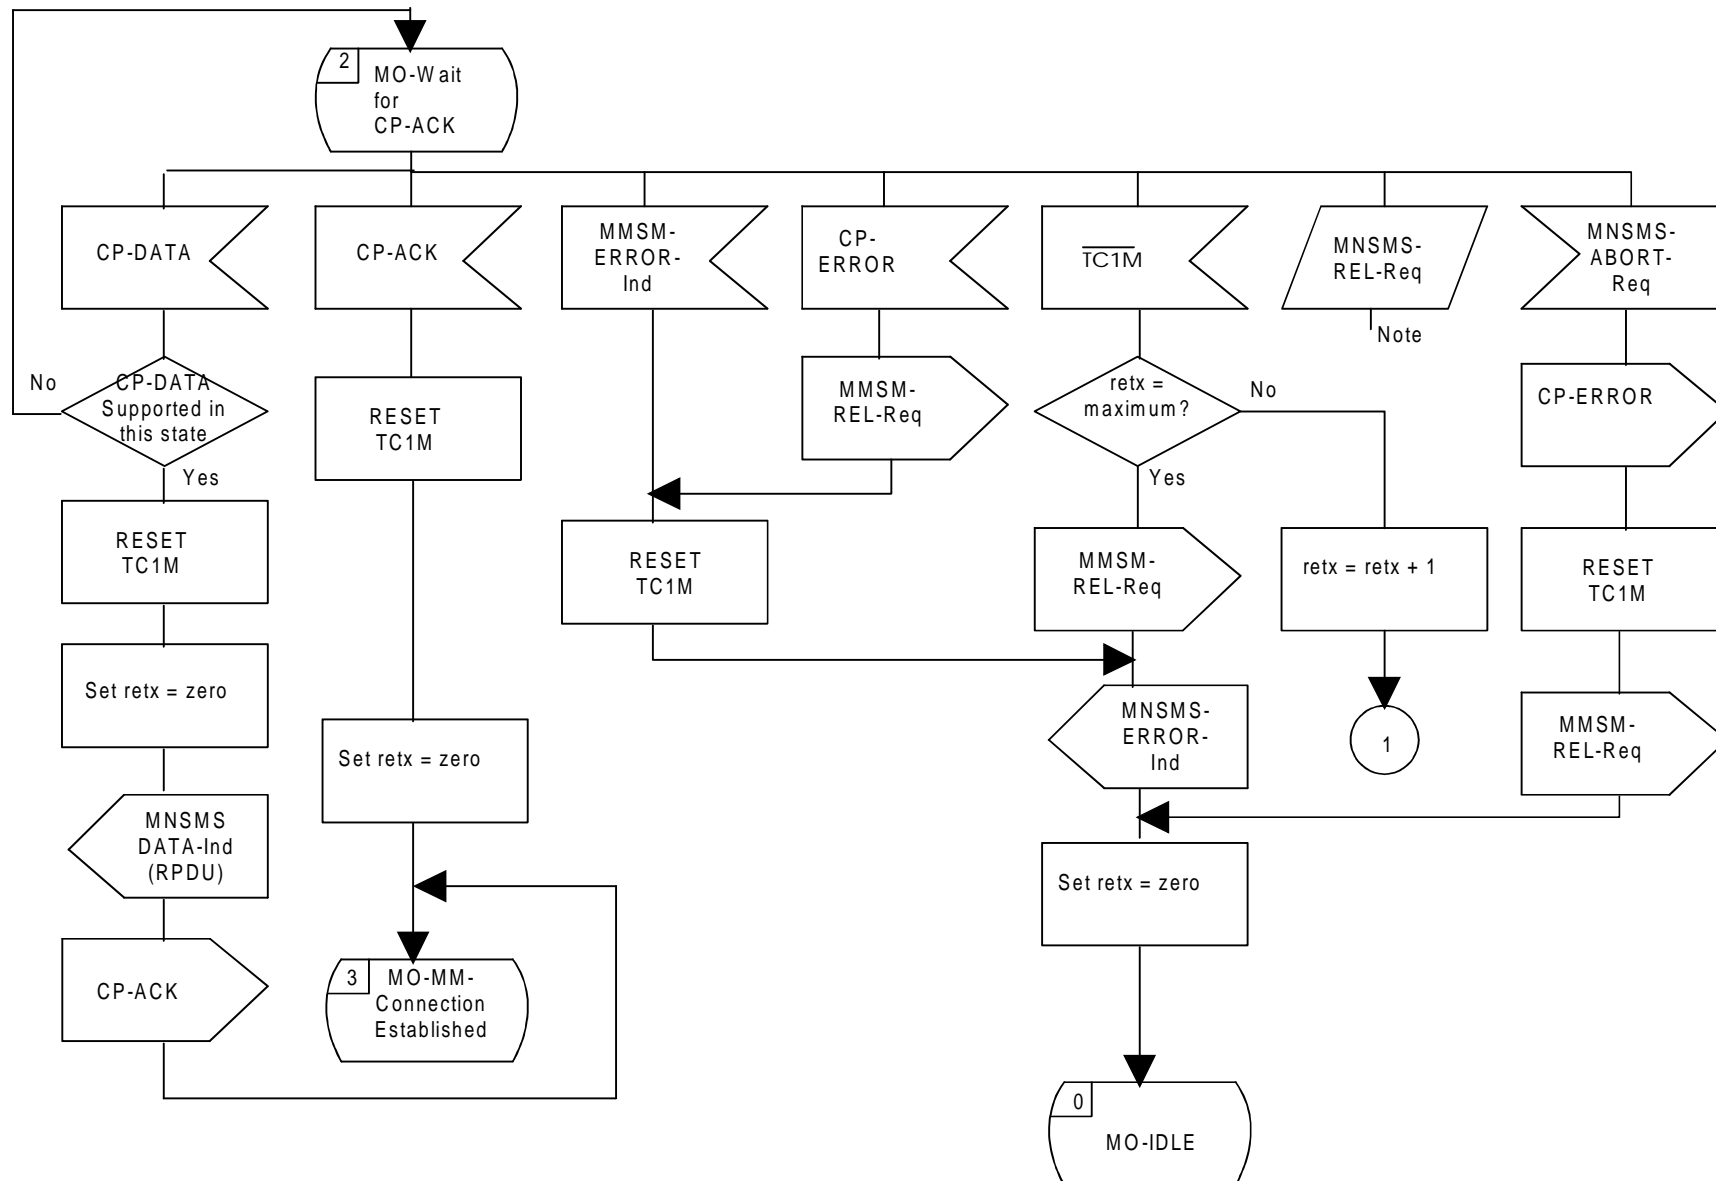 2
MO-Wait
for
CP-ACK
CP-DATA
CP-ACK
MMSM-
ERROR-
Ind
CP-
ERROR
TC1M
MNSMS-
REL-Req
Note
MNSMS-
ABORT-
Req
No
CP-DATA
Supported in
this state
Yes
RESET
TC1M
MMSM-
REL-Req
retx =
maximum?
No
Yes
CP-ERROR
RESET
TC1M
RESET
TC1M
MMSM-
REL-Req
retx = retx + 1
RESET
TC1M
Set retx = zero
Set retx = zero
MNSMS-
ERROR-
Ind
1
MMSM-
REL-Req
MNSMS
DATA-Ind
(RPDU)
Set retx = zero
CP-ACK
3
MO-MM-
Connection
Established
0
MO-IDLE